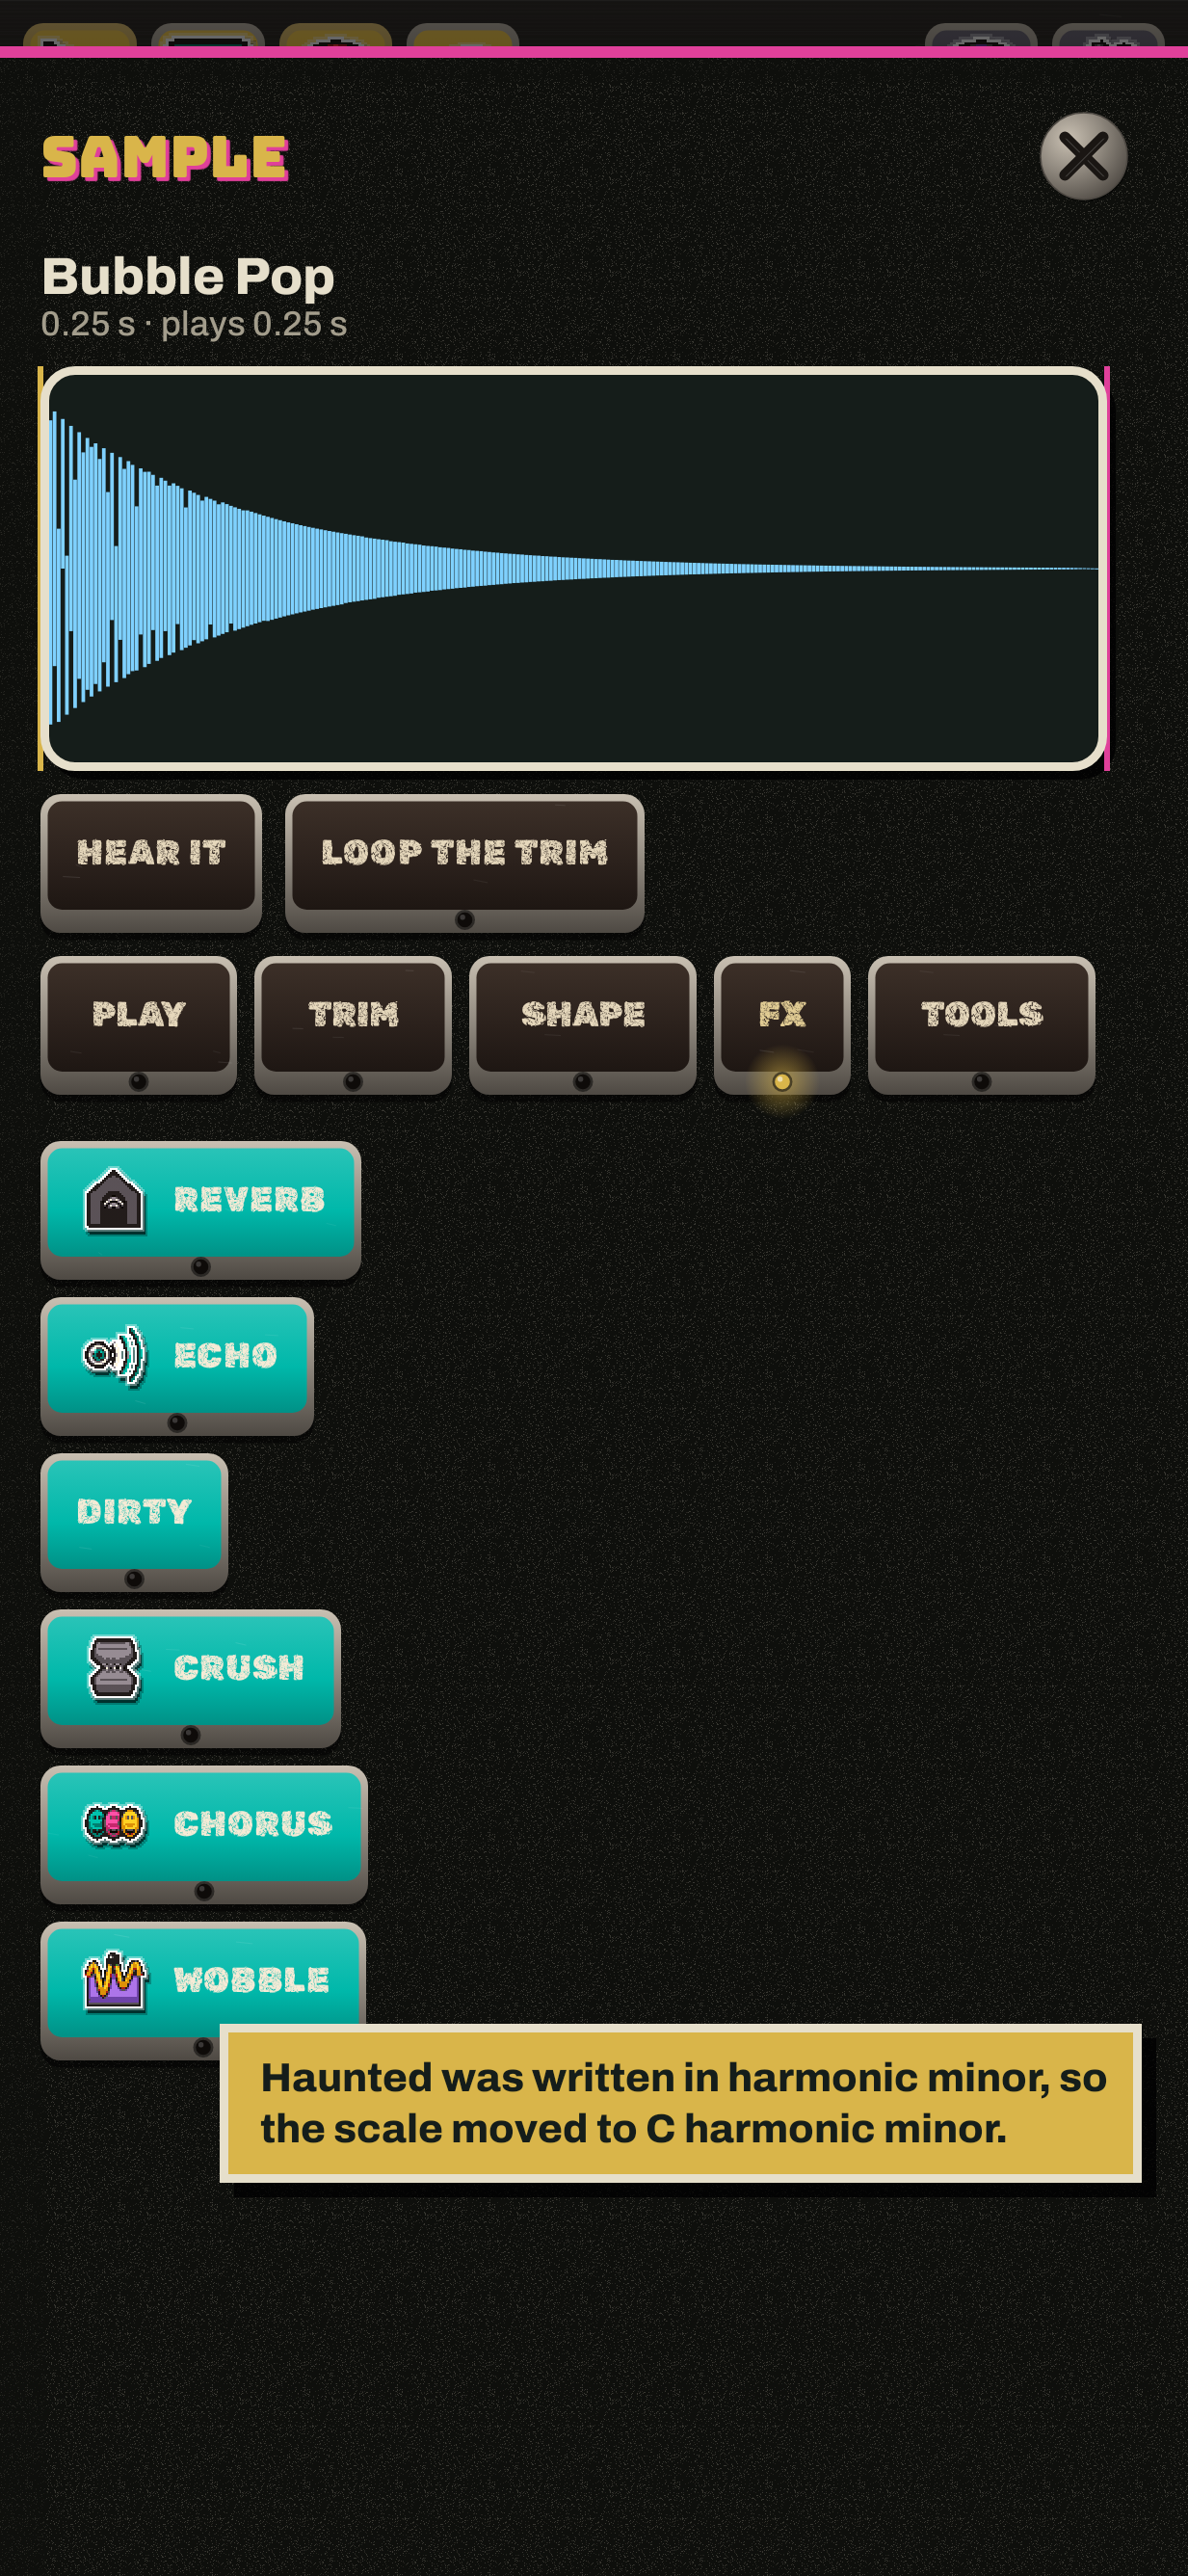 SAMPLE
Bubble Pop
0.25 s · plays 0.25 s
HEAR IT
LOOP THE TRIM
PLAY
TRIM
SHAPE
FX
TOOLS
REVERB
ECHO
DIRTY
CRUSH
CHORUS
WOBBLE
Haunted was written in harmonic minor, so
the scale moved to C harmonic minor.